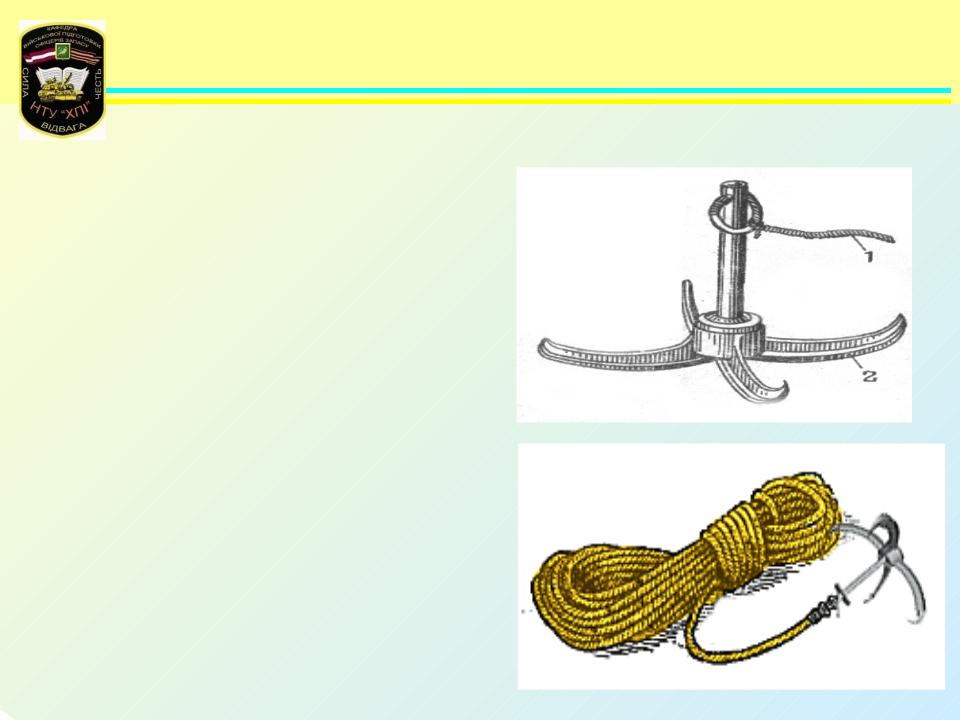 КАФЕДРА
ВІЙСЬКОВОЇ ПІДГОТОВКИ
ОФІЦЕРІВ ЗАПАСУ
СИЛА
ЧЕСТЬ
НТУ "ХПІ"
ВІДВАГА
1
2